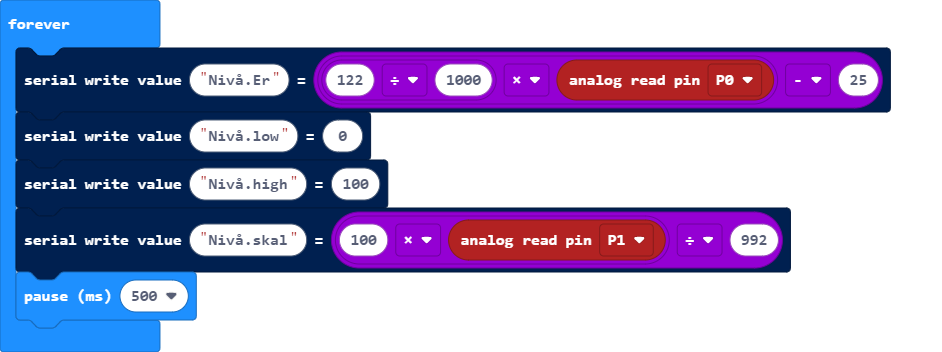 forever
serial write value "Nivå.Er" = 122 ÷ 1000 × analog read pin P0 - 25
serial write value "Nivå.low" = 0
serial write value "Nivå.high" = 100
serial write value "Nivå.skal" = 100 × analog read pin P1 ÷ 992
pause (ms) 500